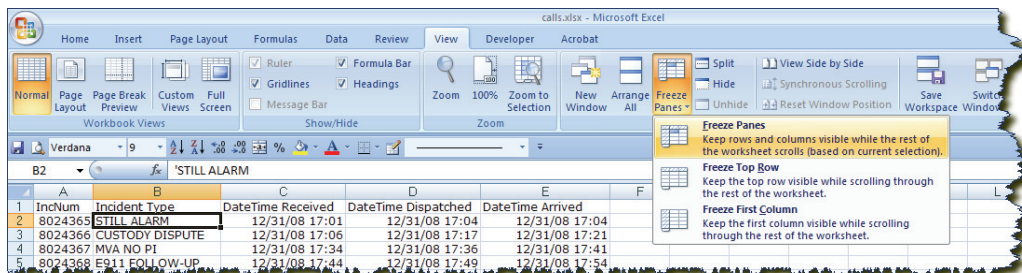 calls.xlsx - Microsoft Excel
Home Insert Page Layout Formulas Data Review View Developer Acrobat
Normal Page Layout Page Break Preview Custom Views Full Screen
Workbook Views
Ruler Formula Bar
Gridlines Headings
Message Bar
Show/Hide
Zoom 100% Zoom to Selection
Zoom
New Window Arrange All Freeze Panes
Split
Hide
Unhide
View Side by Side
Synchronous Scrolling
Reset Window Position
Save Workspace
Window
Freeze Panes
Keep rows and columns visible while the rest of
the worksheet scrolls (based on current selection).
Freeze Top Row
Keep the top row visible while scrolling through
the rest of the worksheet.
Freeze First Column
Keep the first column visible while scrolling
through the rest of the worksheet.
Verdana 9
B2 fx 'STILL ALARM
A B C D E F L
1 IncNum Incident Type DateTime Received DateTime Dispatched DateTime Arrived
2 8024365 STILL ALARM 12/31/08 17:01 12/31/08 17:04 12/31/08 17:04
3 8024366 CUSTODY DISPUTE 12/31/08 17:06 12/31/08 17:17 12/31/08 17:21
4 8024367 MVA NO PI 12/31/08 17:34 12/31/08 17:36 12/31/08 17:41
5 8024368 E911 FOLLOW-UP 12/31/08 17:44 12/31/08 17:49 12/31/08 17:54